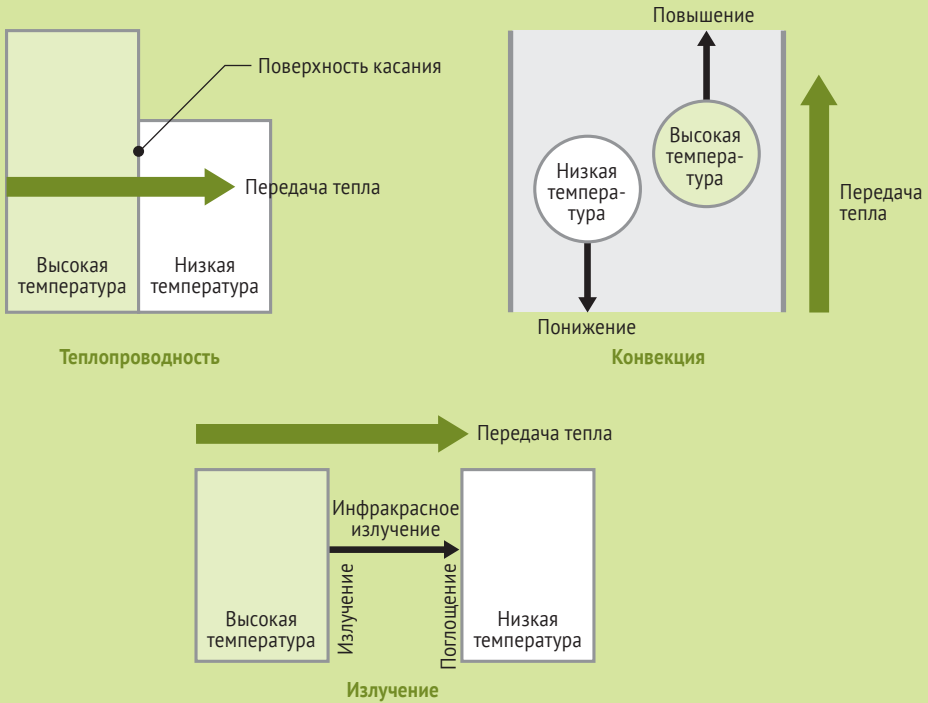 Поверхность касания
Передача тепла
Высокая
температура
Низкая
температура
Теплопроводность
Повышение
Высокая
темпера-
тура
Низкая
темпера-
тура
Передача
тепла
Понижение
Конвекция
Передача тепла
Инфракрасное
излучение
Излучение
Поглощение
Высокая
температура
Низкая
температура
Излучение